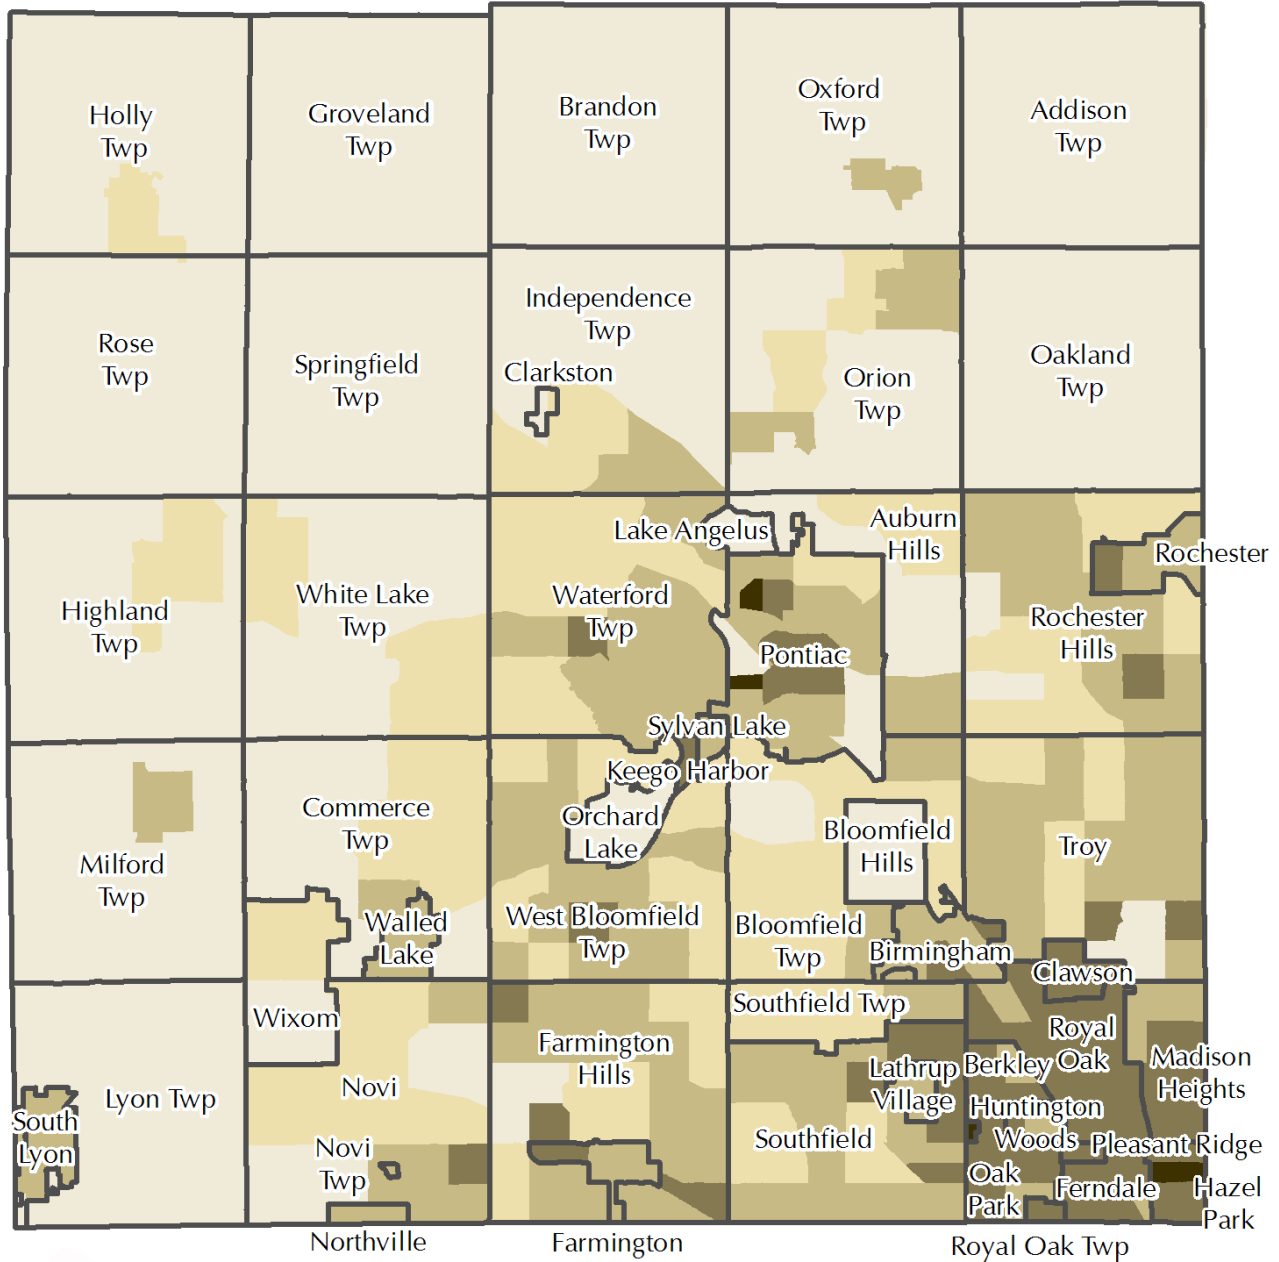 Holly
Twp
Groveland
Twp
Brandon
Twp
Oxford
Twp
Addison
Twp
Rose
Twp
Springfield
Twp
Independence
Twp
Clarkston
Orion
Twp
Oakland
Twp
Highland
Twp
White Lake
Twp
Waterford
Twp
Lake Angelus
Auburn
Hills
Pontiac
Rochester
Rochester
Hills
Sylvan Lake
Keego Harbor
Orchard
Lake
Milford
Twp
Commerce
Twp
Walled
Lake
West Bloomfield
Twp
Bloomfield
Hills
Bloomfield
Twp
Birmingham
Troy
Clawson
Wixom
Lyon Twp
South
Lyon
Novi
Novi
Twp
Farmington
Hills
Southfield Twp
Lathrup
Village
Southfield
Berkley
Royal
Oak
Madison
Heights
Huntington
Woods
Pleasant Ridge
Oak
Park
Ferndale
Hazel
Park
Northville
Farmington
Royal Oak Twp